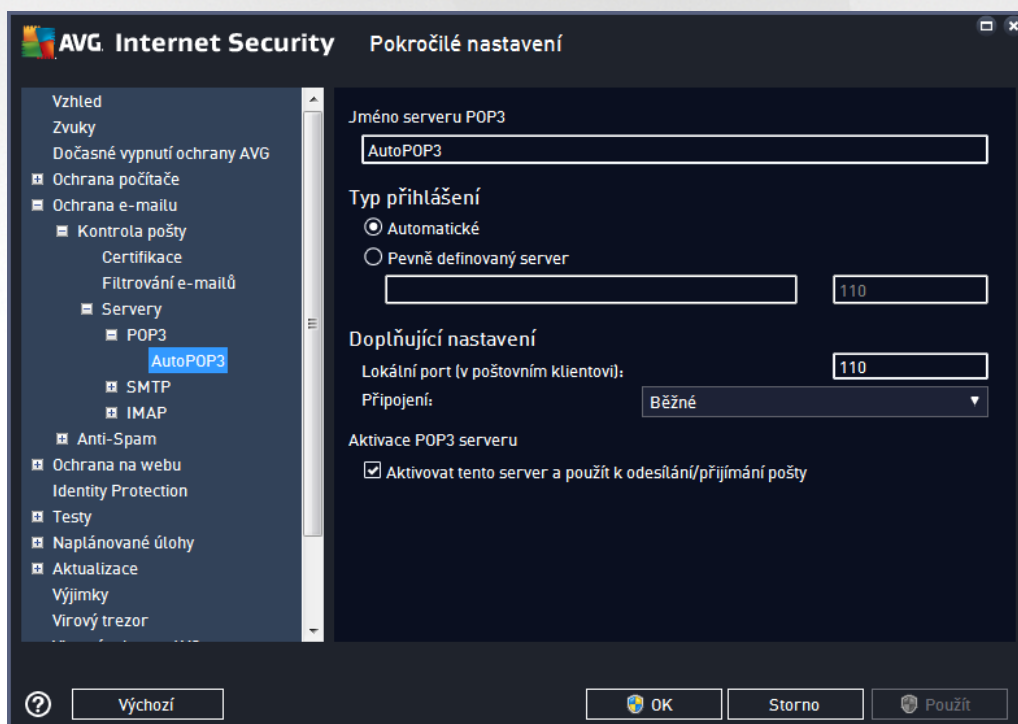 AVG. Internet Security Pokročilé nastavení
Vzhled
Zvuky
Dočasné vypnutí ochrany AVG
Ochrana počítače
Ochrana e-mailu
Kontrola pošty
Certifikace
Filtrování e-mailů
Servery
POP3
AutoPOP3
SMTP
IMAP
Anti-Spam
Ochrana na webu
Identity Protection
Testy
Naplánované úlohy
Aktualizace
Výjimky
Virový trezor
Jméno serveru POP3
AutoPOP3
Typ přihlášení
Automatické
Pevně definovaný server
110
Doplňující nastavení
Lokální port (v poštovním klientovi): 110
Připojení: Běžné
Aktivace POP3 serveru
Aktivovat tento server a použít k odesílání/přijímání pošty
Výchozí OK Storno Použít